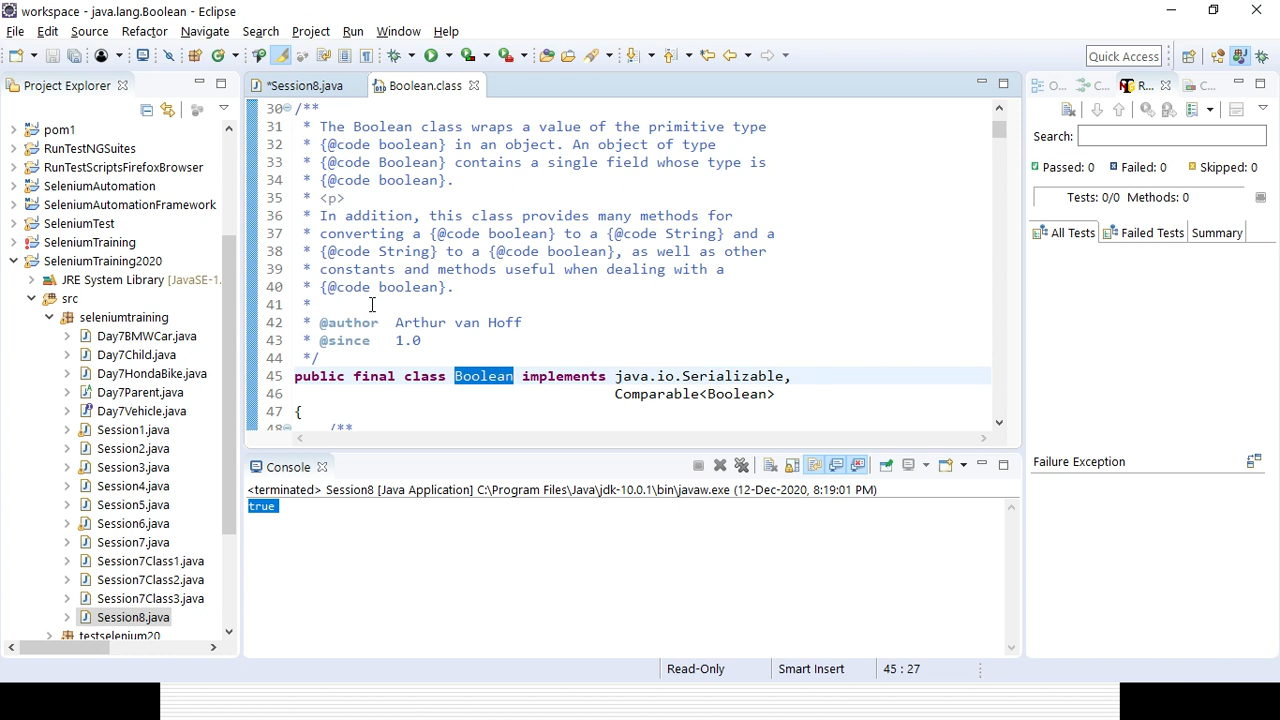 workspace - java.lang.Boolean - Eclipse
File Edit Source Refactor Navigate Search Project Run Window Help
Quick Access
Project Explorer
pom1
RunTestNGSuites
RunTestScriptsFirefoxBrowser
SeleniumAutomation
SeleniumAutomationFramework
SeleniumTest
SeleniumTraining
SeleniumTraining2020
JRE System Library [JavaSE-1.
src
seleniumtraining
Day7BMWCar.java
Day7Child.java
Day7HondaBike.java
Day7Parent.java
Day7Vehicle.java
Session1.java
Session2.java
Session3.java
Session4.java
Session5.java
Session6.java
Session7.java
Session7Class1.java
Session7Class2.java
Session7Class3.java
Session8.java
testselenium20
*Session8.java Boolean.class
30 /**
31 * The Boolean class wraps a value of the primitive type
32 * {@code boolean} in an object. An object of type
33 * {@code Boolean} contains a single field whose type is
34 * {@code boolean}.
35 * <p>
36 * In addition, this class provides many methods for
37 * converting a {@code boolean} to a {@code String} and a
38 * {@code String} to a {@code boolean}, as well as other
39 * constants and methods useful when dealing with a
40 * {@code boolean}.
41 *
42 * @author Arthur van Hoff
43 * @since 1.0
44 */
45 public final class Boolean implements java.io.Serializable,
46 Comparable<Boolean>
47 {
48 /**
Console
<terminated> Session8 [Java Application] C:\Program Files\Java\jdk-10.0.1\bin\javaw.exe (12-Dec-2020, 8:19:01 PM)
true
O... C... R... C...
Search:
Passed: 0 Failed: 0 Skipped: 0
Tests: 0/0 Methods: 0
All Tests Failed Tests Summary
Failure Exception
Read-Only Smart Insert 45 : 27